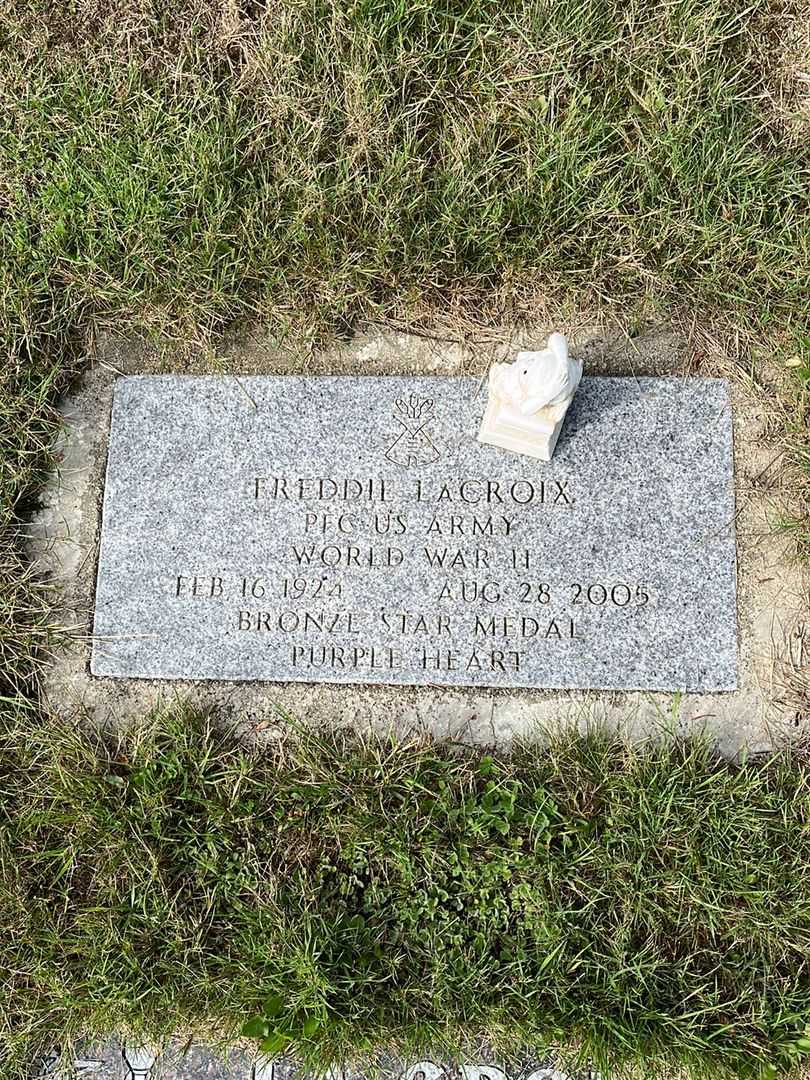 FREDDIE LACROIX
PFC US ARMY
WORLD WAR II
FEB 16 1924 AUG 28 2005
BRONZE STAR MEDAL
PURPLE HEART